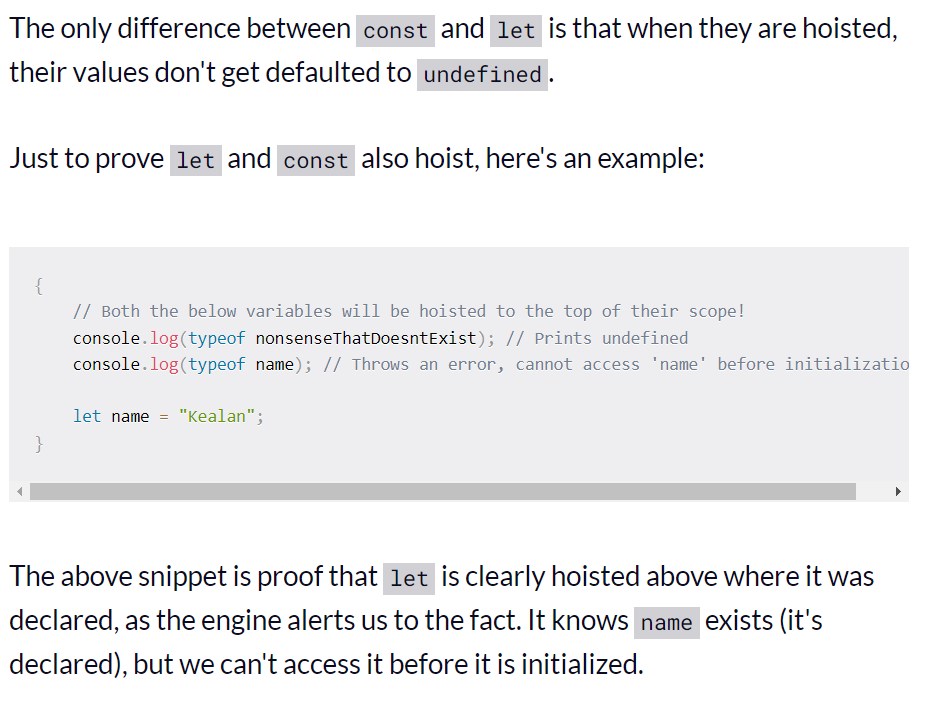 The only difference between const and let is that when they are hoisted,
their values don't get defaulted to undefined.
Just to prove let and const also hoist, here's an example:
{
// Both the below variables will be hoisted to the top of their scope!
console.log(typeof nonsenseThatDoesntExist); // Prints undefined
console.log(typeof name); // Throws an error, cannot access 'name' before initializatio
let name = "Kealan";
}
The above snippet is proof that let is clearly hoisted above where it was
declared, as the engine alerts us to the fact. It knows name exists (it's
declared), but we can't access it before it is initialized.